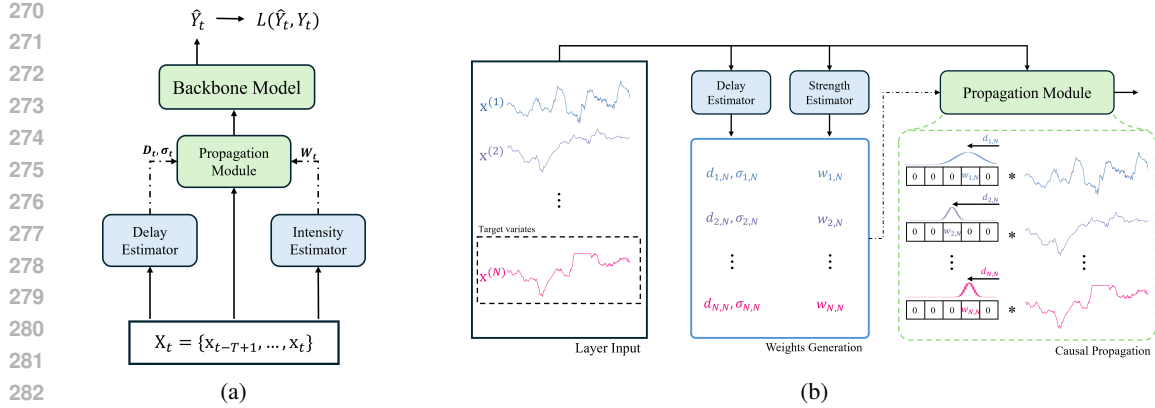 270
271
272
273
274
275
276
277
278
279
280
281
282
Ŷ_t → L(Ŷ_t, Y_t)
Backbone Model
D_t, σ_t
W_t
Propagation
Module
Delay
Estimator
Intensity
Estimator
X_t = {x_{t−T+1}, …, x_t}
(a)
x^(1)
x^(2)
⋮
Target variates
x^(N)
Layer Input
Delay
Estimator
Strength
Estimator
d_{1,N}, σ_{1,N} w_{1,N}
d_{2,N}, σ_{2,N} w_{2,N}
⋮ ⋮
d_{N,N}, σ_{N,N} w_{N,N}
Weights Generation
Propagation Module
d_{1,N}
0 0 0 w_{1,N} 0 *
d_{2,N}
0 0 w_{2,N} 0 0 *
⋮ ⋮
d_{N,N}
0 0 0 w_{N,N} 0 *
Causal Propagation
(b)